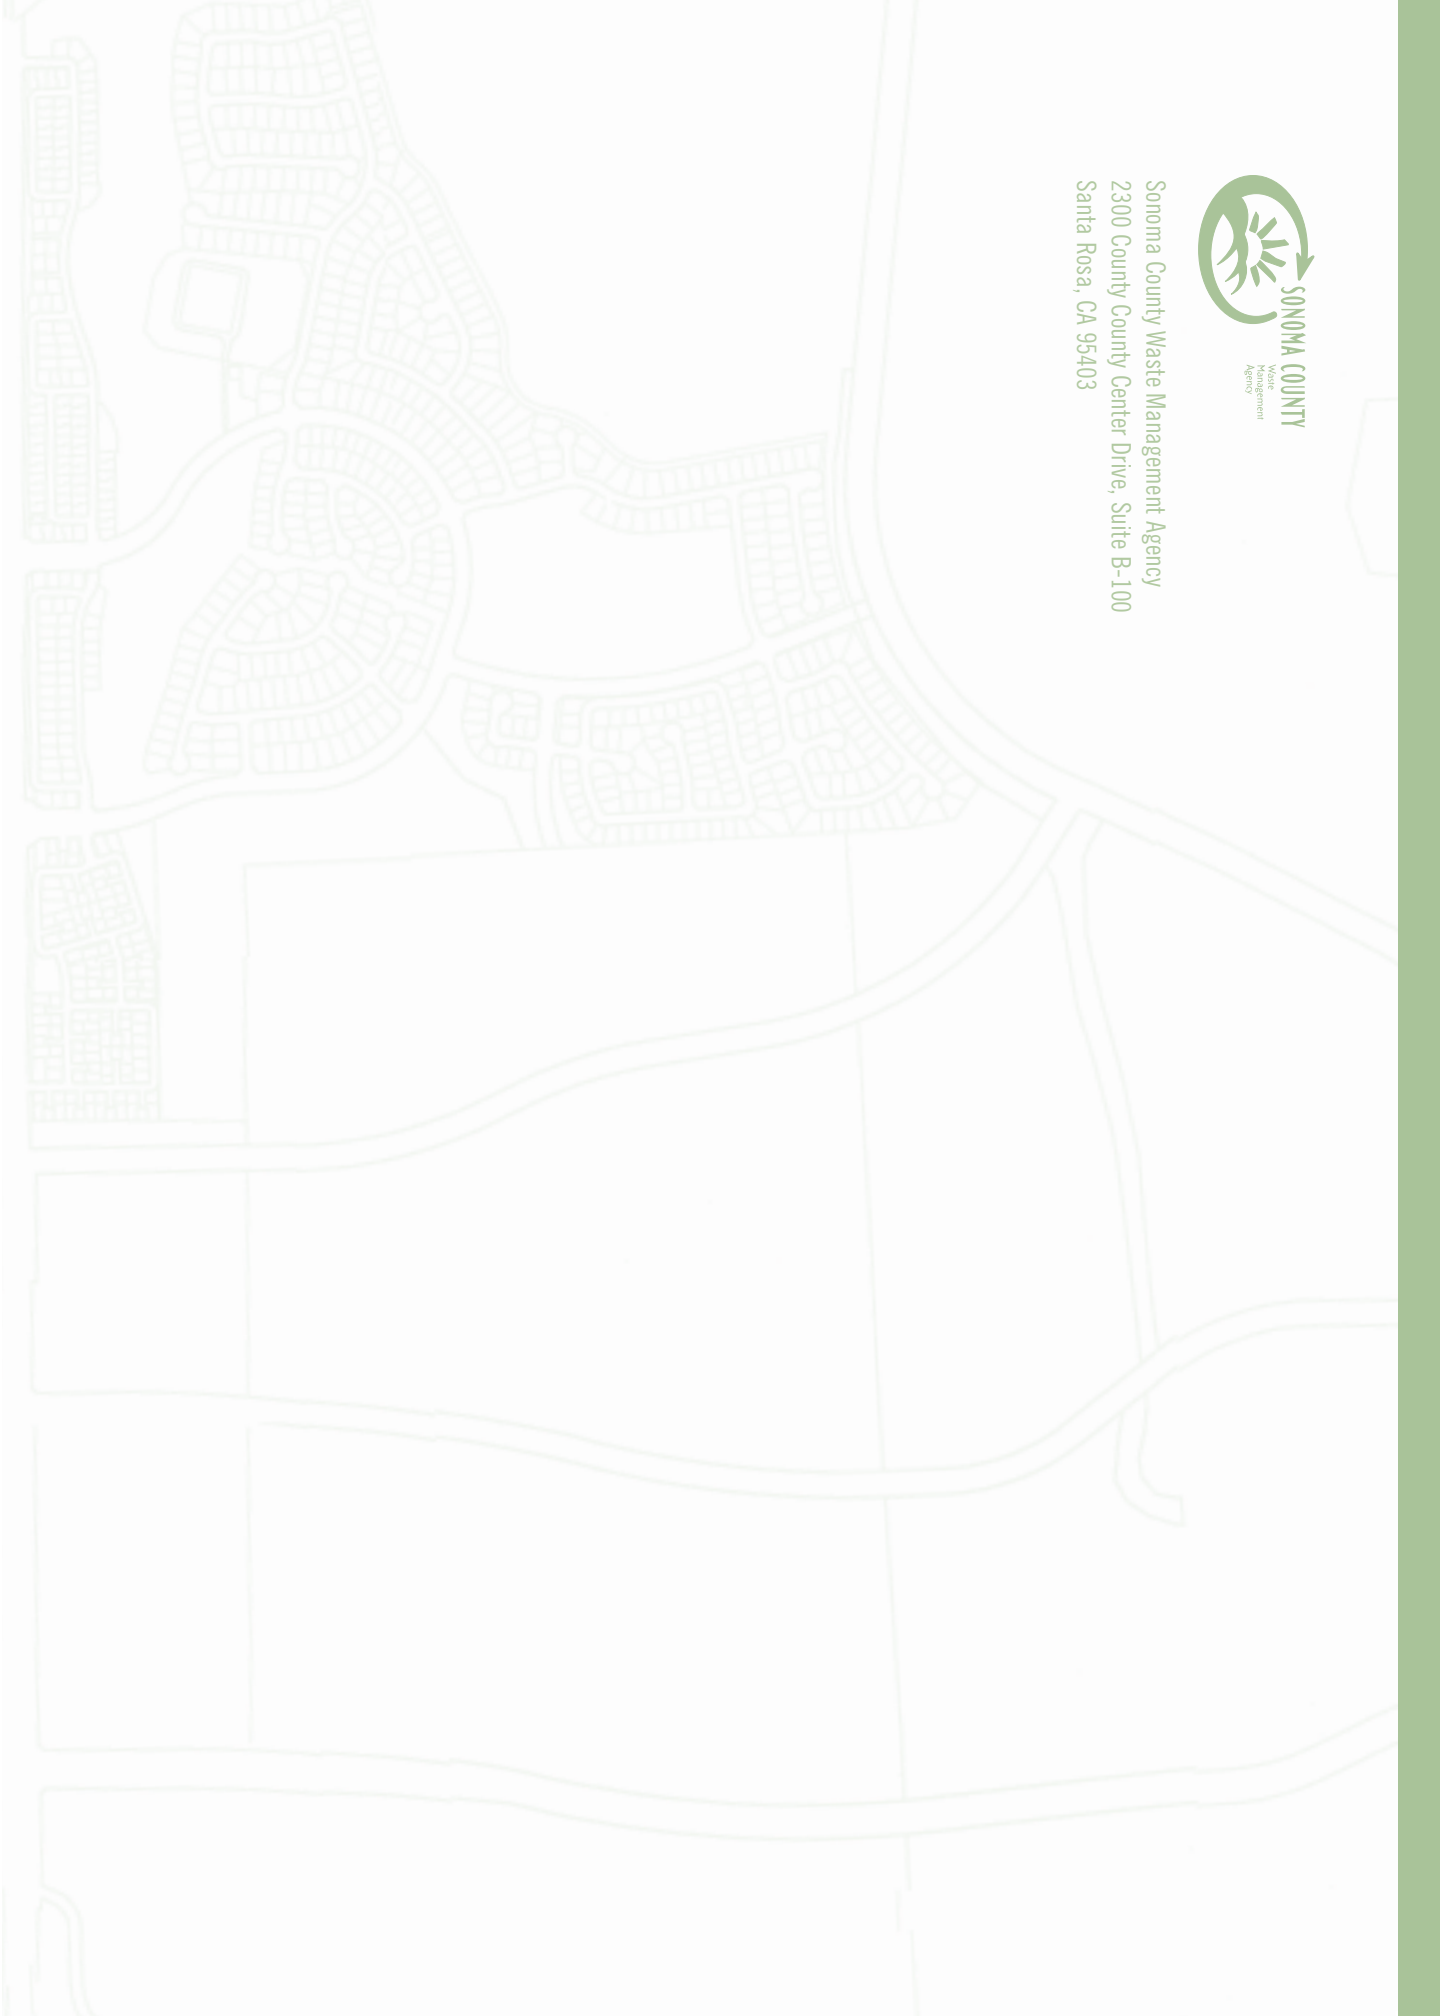 SONOMA COUNTY
Waste
Management
Agency
Sonoma County Waste Management Agency
2300 County County Center Drive, Suite B-100
Santa Rosa, CA 95403